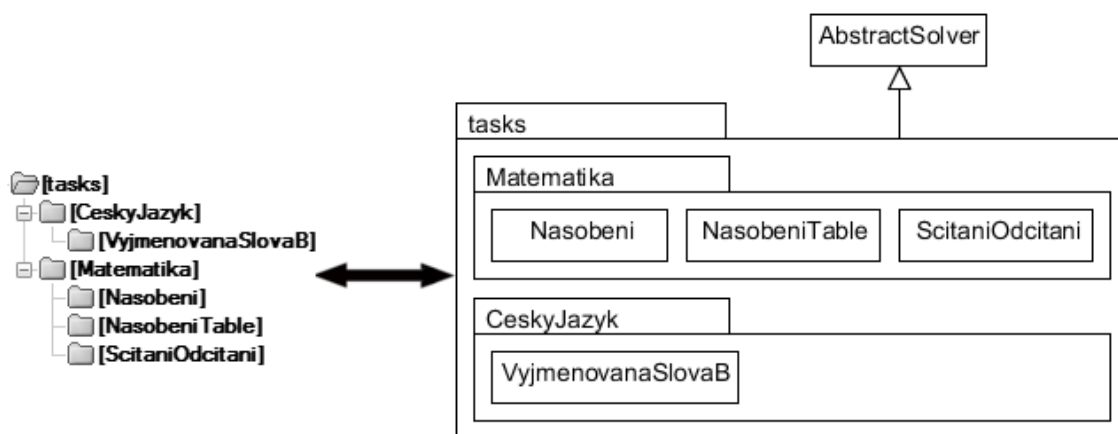 [tasks]
[CeskyJazyk]
[VyjmenovanaSlovaB]
[Matematika]
[Nasobeni]
[NasobeniTable]
[ScitaniOdcitani]
AbstractSolver
tasks
Matematika
Nasobeni NasobeniTable ScitaniOdcitani
CeskyJazyk
VyjmenovanaSlovaB